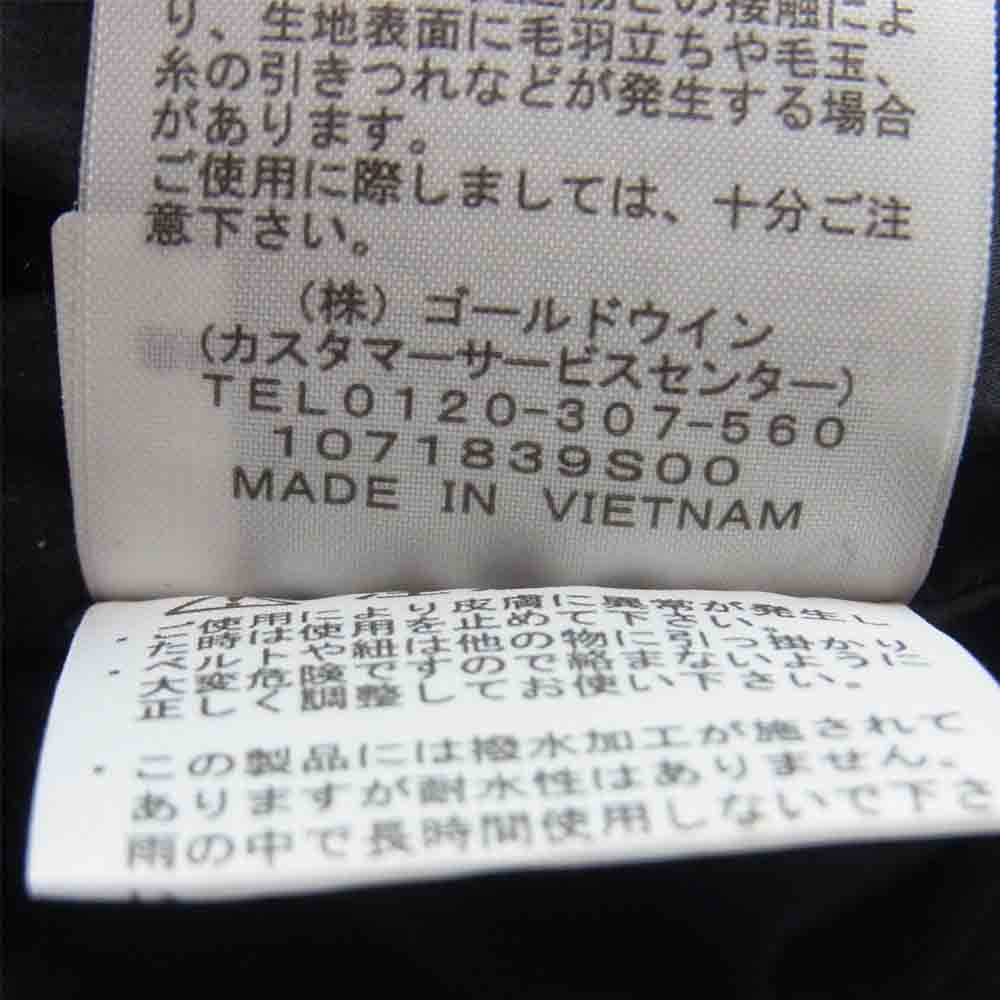 の接触によ
り、生地表面に毛羽立ちや毛玉、
糸の引きつれなどが発生する場合
があります。
ご使用に際しましては、十分ご注
意下さい。
(株) ゴールドウイン
(カスタマーサービスセンター)
TEL0120-307-560
1071839S00
MADE IN VIETNAM
・ご使用により皮膚に異常が発生し
た時は使用を止めて下さい。
・ベルトや紐は他の物に引っ掛かり
大変危険ですので絡まないように
正しく調整してお使い下さい。
・この製品には撥水加工が施されて
ありますが耐水性はありません。
雨の中で長時間使用しないで下さ